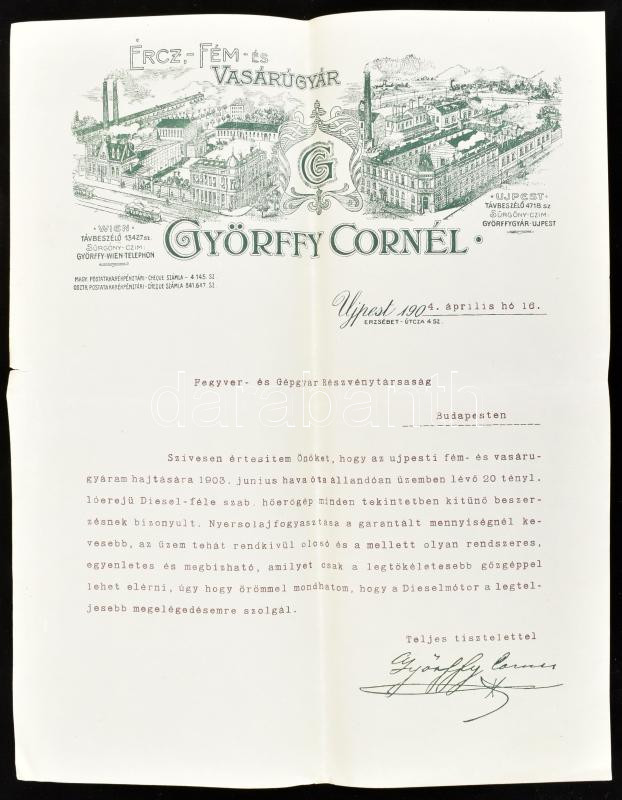 ÉRCZ,- FÉM- ÉS
VASÁRÚGYÁR
CG
· WIEN ·
TÁVBESZÉLŐ 13427 SZ.
SÜRGÖNY-CZIM:
GYÖRFFY-WIEN-TELEPHON
· UJPEST ·
TÁVBESZÉLŐ 4718 SZ
SÜRGÖNY-CZIM:
GYÖRFFYGYÁR-UJPEST
GYÖRFFY CORNÉL ·
MAGY. POSTATAKARÉKPÉNZTÁRI - CHEQUE SZÁMLA - 4145. SZ.
OSZTR. POSTATAKARÉKPÉNZTÁRI - CHEQUE SZÁMLA 841.647. SZ.
Ujpest 1904. április hó 16.
ERZSÉBET - ÚTCZA 4 SZ.
Fegyver- és Gépgyár Részvénytársaság
Budapesten
darabanth
Szivesen értesitem Önöket, hogy az ujpesti fém- és vasáru-
gyáram hajtására 1903. junius hava óta állandóan üzemben lévő 20 tényl.
lóerejü Diesel-féle szab. hőerőgép minden tekintetben kitünő beszer-
zésnek bizonyult. Nyersolajfogyasztása a garantált mennyiségnél ke-
vesebb, az üzem tehát rendkivül olcsó és a mellett olyan rendszeres,
egyenletes és megbizható, amilyet csak a legtökéletesebb gőzgéppel
lehet elérni, úgy hogy örömmel mondhatom, hogy a Dieselmótor a legtel-
jesebb megelégedésemre szolgál.
Teljes tisztelettel
Györffy Cornel